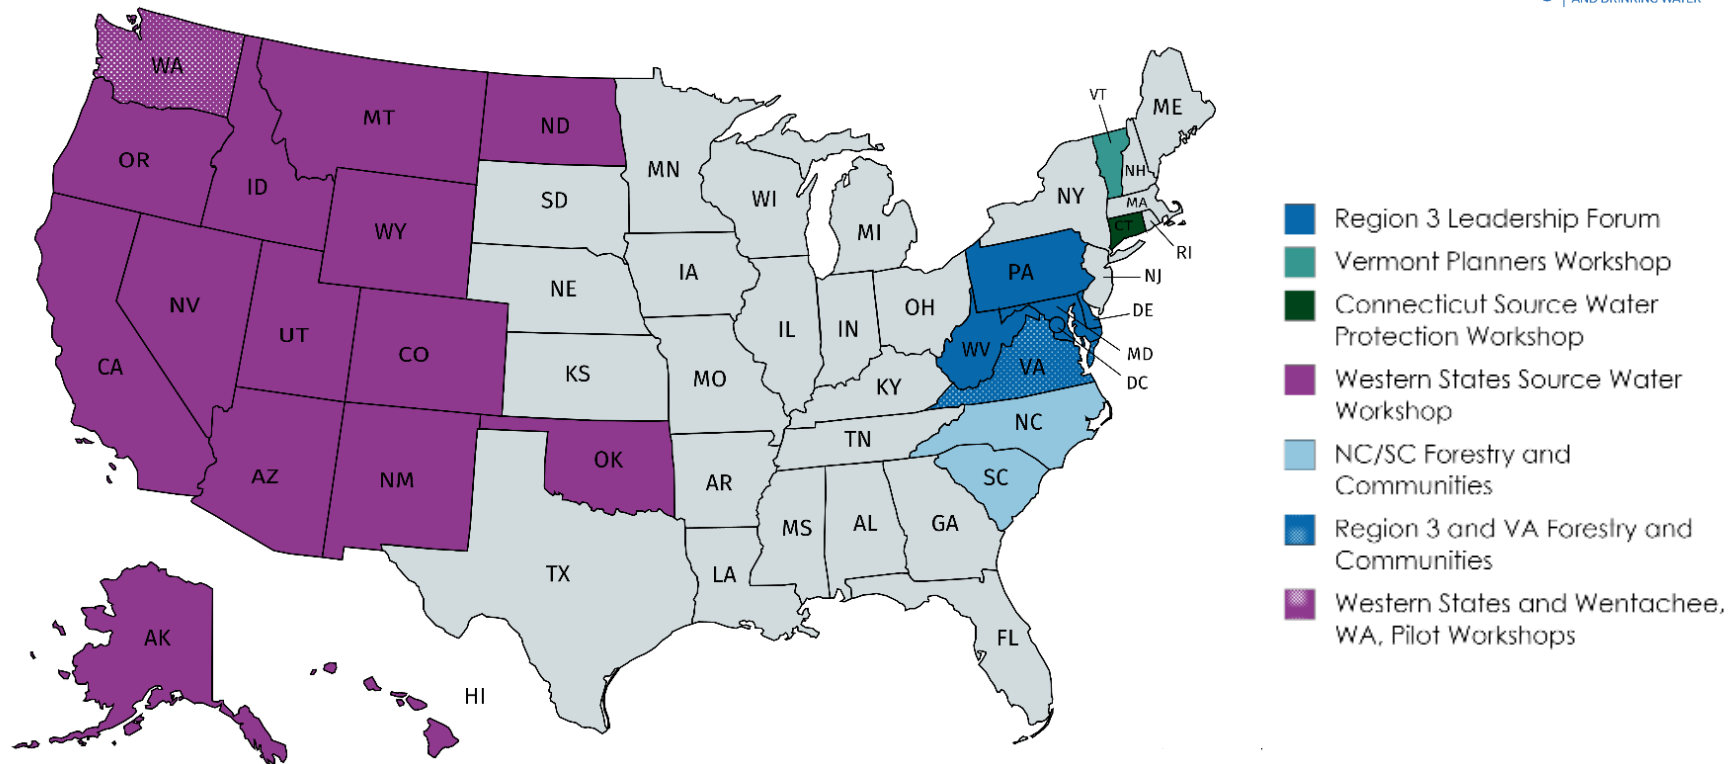 AND DRINKING WATER
WA
MT
ND
OR
ID
WY
SD
MN
WI
MI
NY
VT
ME
NH
MA
CT
RI
NJ
PA
DE
MD
DC
NV
UT
CO
CA
NE
IA
IL
IN
OH
WV
VA
KS
MO
KY
NC
TN
SC
AZ
NM
OK
AR
MS
AL
GA
TX
LA
FL
AK
HI
Region 3 Leadership Forum
Vermont Planners Workshop
Connecticut Source Water
Protection Workshop
Western States Source Water
Workshop
NC/SC Forestry and
Communities
Region 3 and VA Forestry and
Communities
Western States and Wentachee,
WA, Pilot Workshops